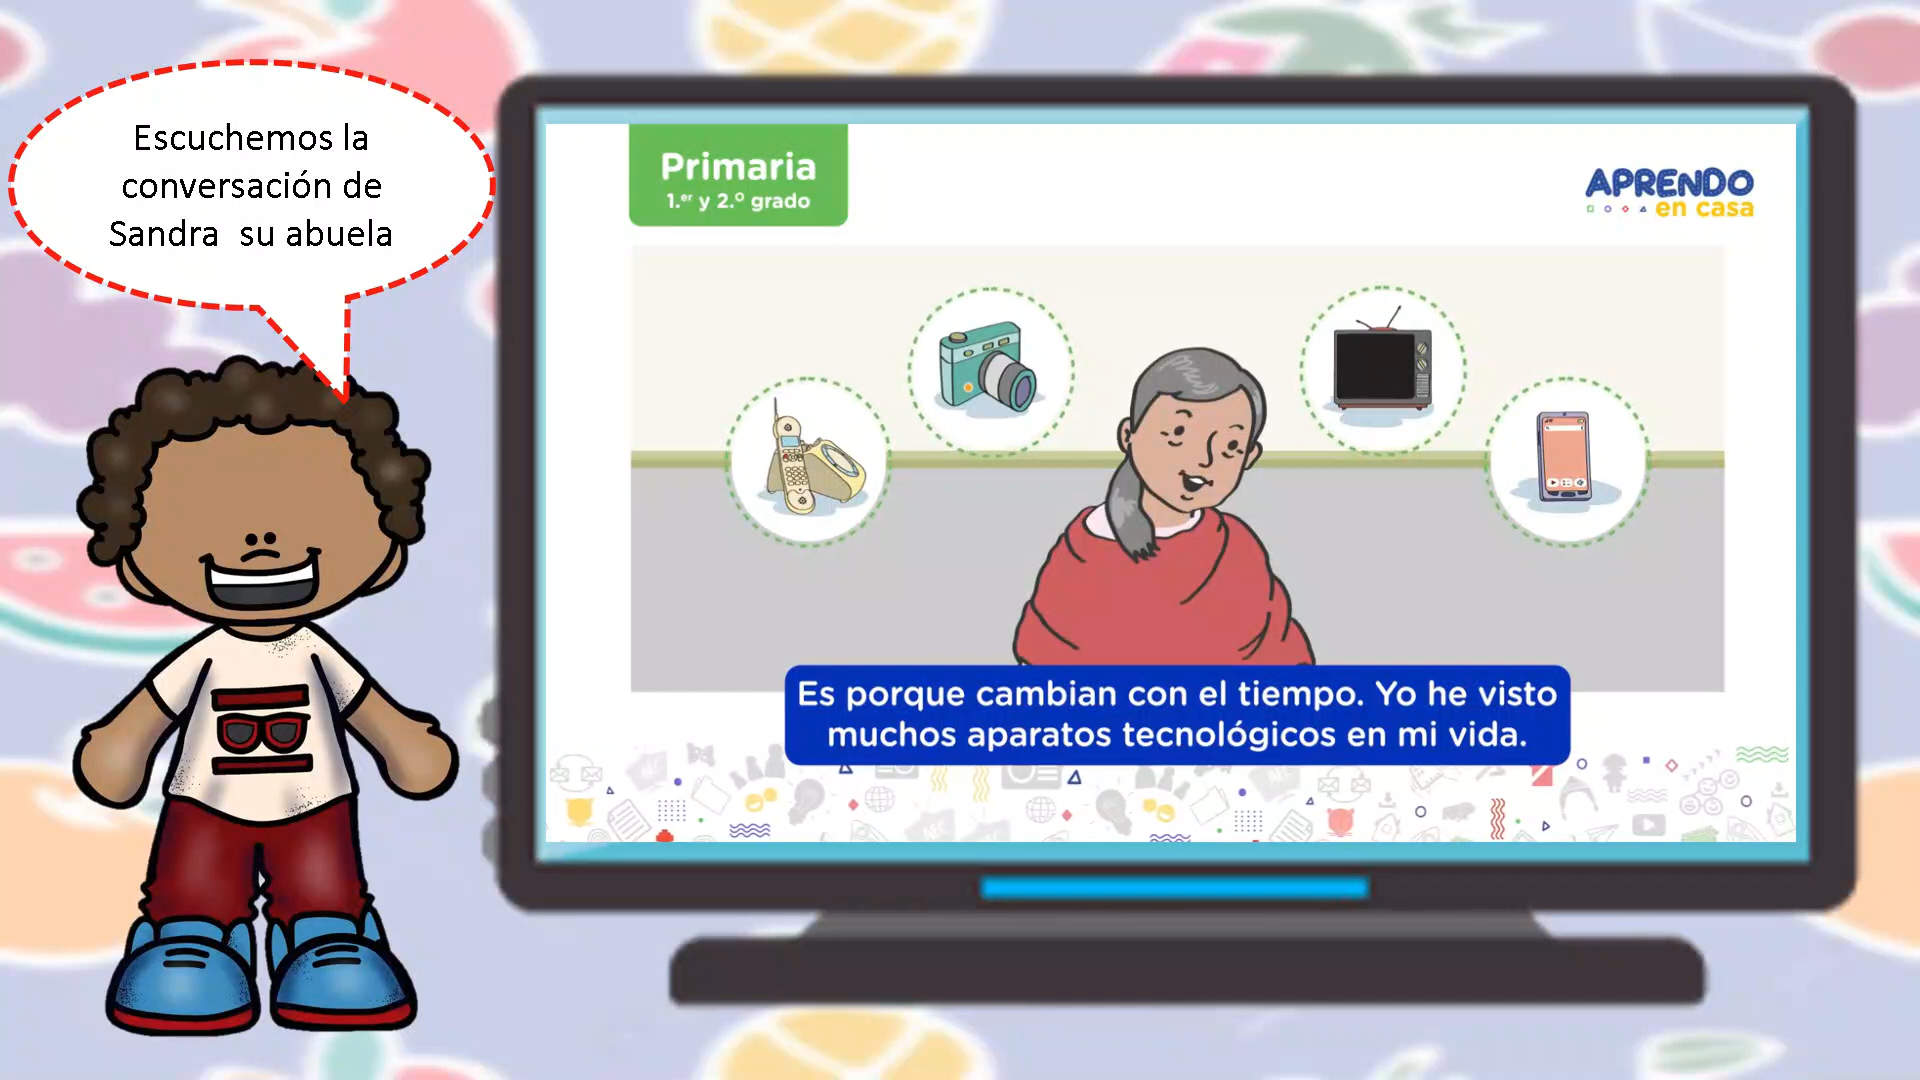 Escuchemos la
conversación de
Sandra  su abuela
Primaria
1.er y 2.º grado
APRENDO
en casa
Es porque cambian con el tiempo. Yo he visto
muchos aparatos tecnológicos en mi vida.